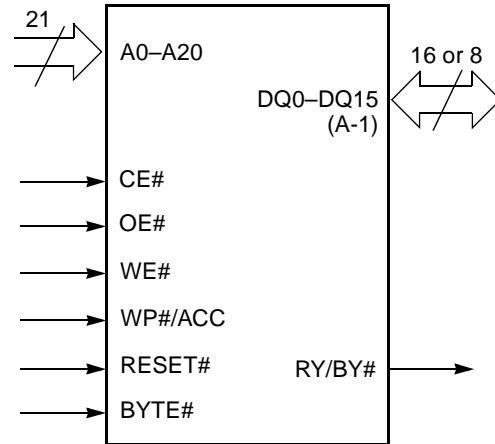 21
A0–A20
16 or 8
DQ0–DQ15
(A-1)
CE#
OE#
WE#
WP#/ACC
RESET#
RY/BY#
BYTE#